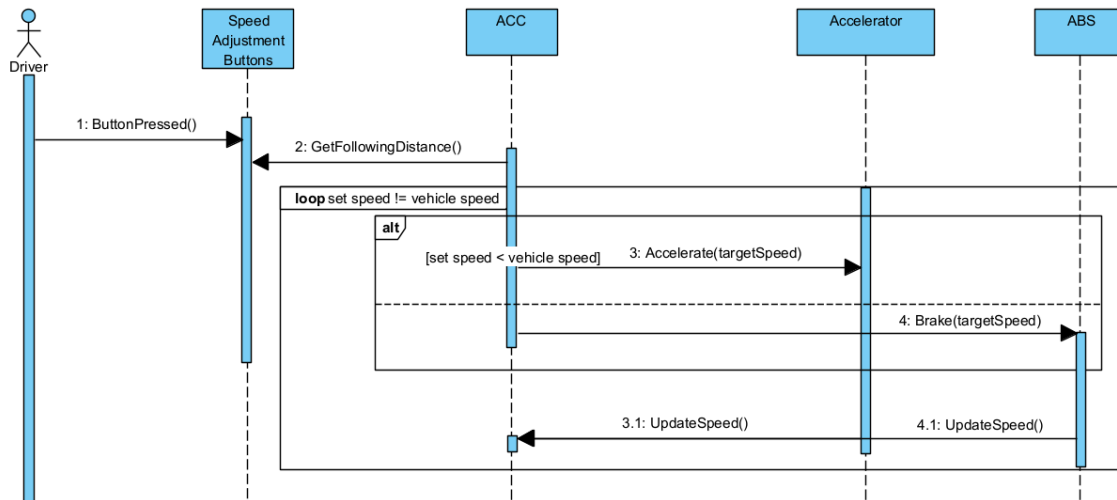 Driver
Speed
Adjustment
Buttons
ACC
Accelerator
ABS
1: ButtonPressed()
2: GetFollowingDistance()
loop set speed != vehicle speed
alt
[set speed < vehicle speed]
3: Accelerate(targetSpeed)
4: Brake(targetSpeed)
3.1: UpdateSpeed()
4.1: UpdateSpeed()